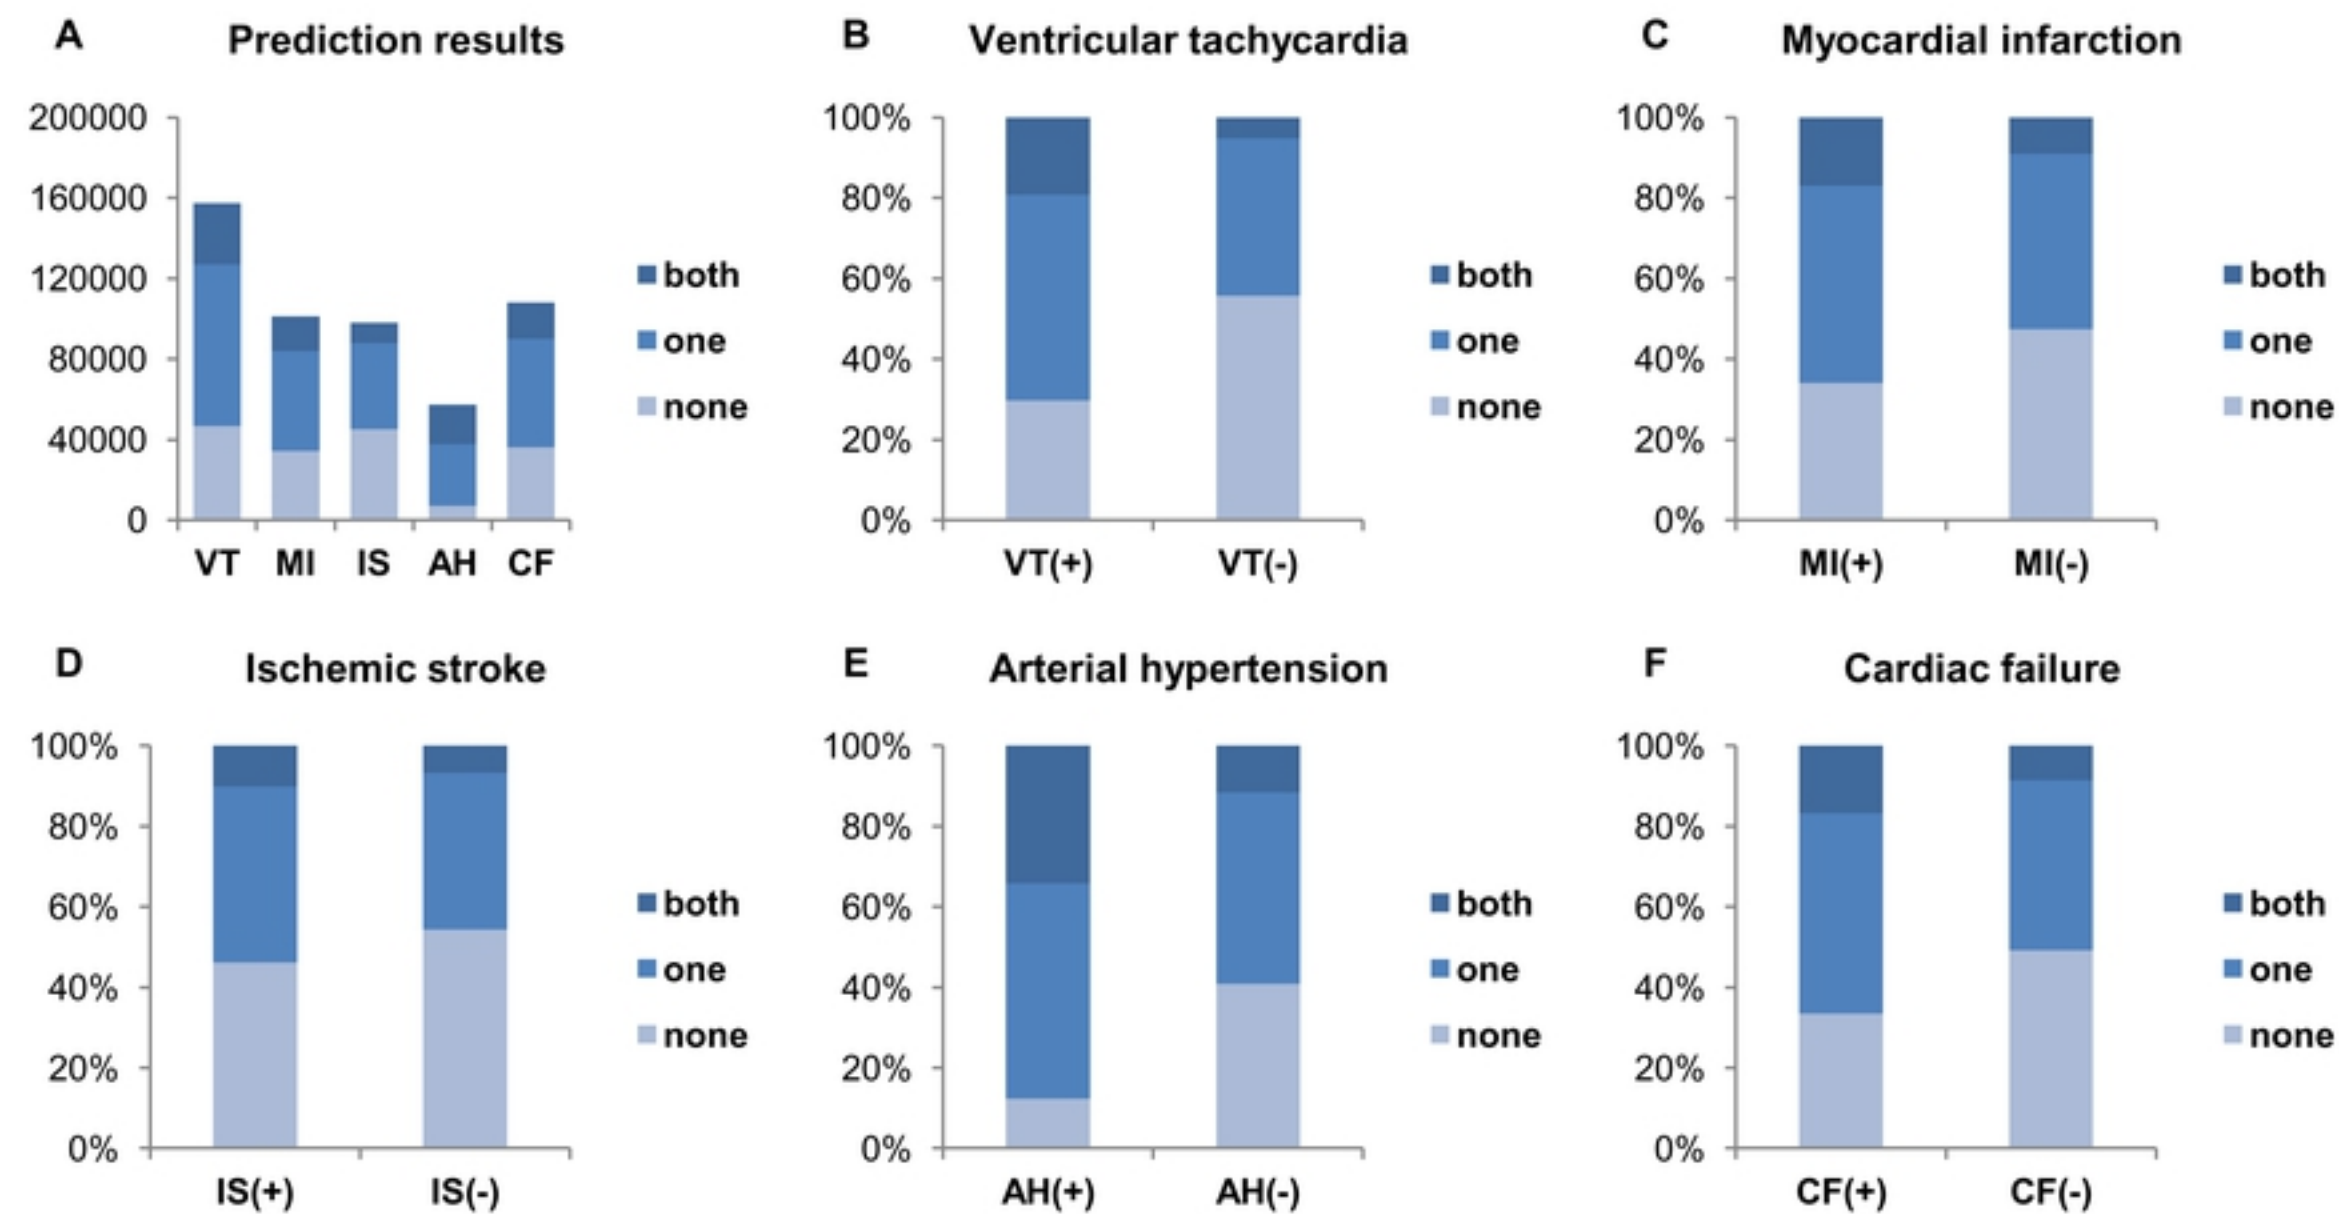 A Prediction results
200000
160000
120000
80000
40000
0
VT MI IS AH CF
both
one
none
B Ventricular tachycardia
100%
80%
60%
40%
20%
0%
VT(+) VT(-)
both
one
none
C Myocardial infarction
100%
80%
60%
40%
20%
0%
MI(+) MI(-)
both
one
none
D Ischemic stroke
100%
80%
60%
40%
20%
0%
IS(+) IS(-)
both
one
none
E Arterial hypertension
100%
80%
60%
40%
20%
0%
AH(+) AH(-)
both
one
none
F Cardiac failure
100%
80%
60%
40%
20%
0%
CF(+) CF(-)
both
one
none